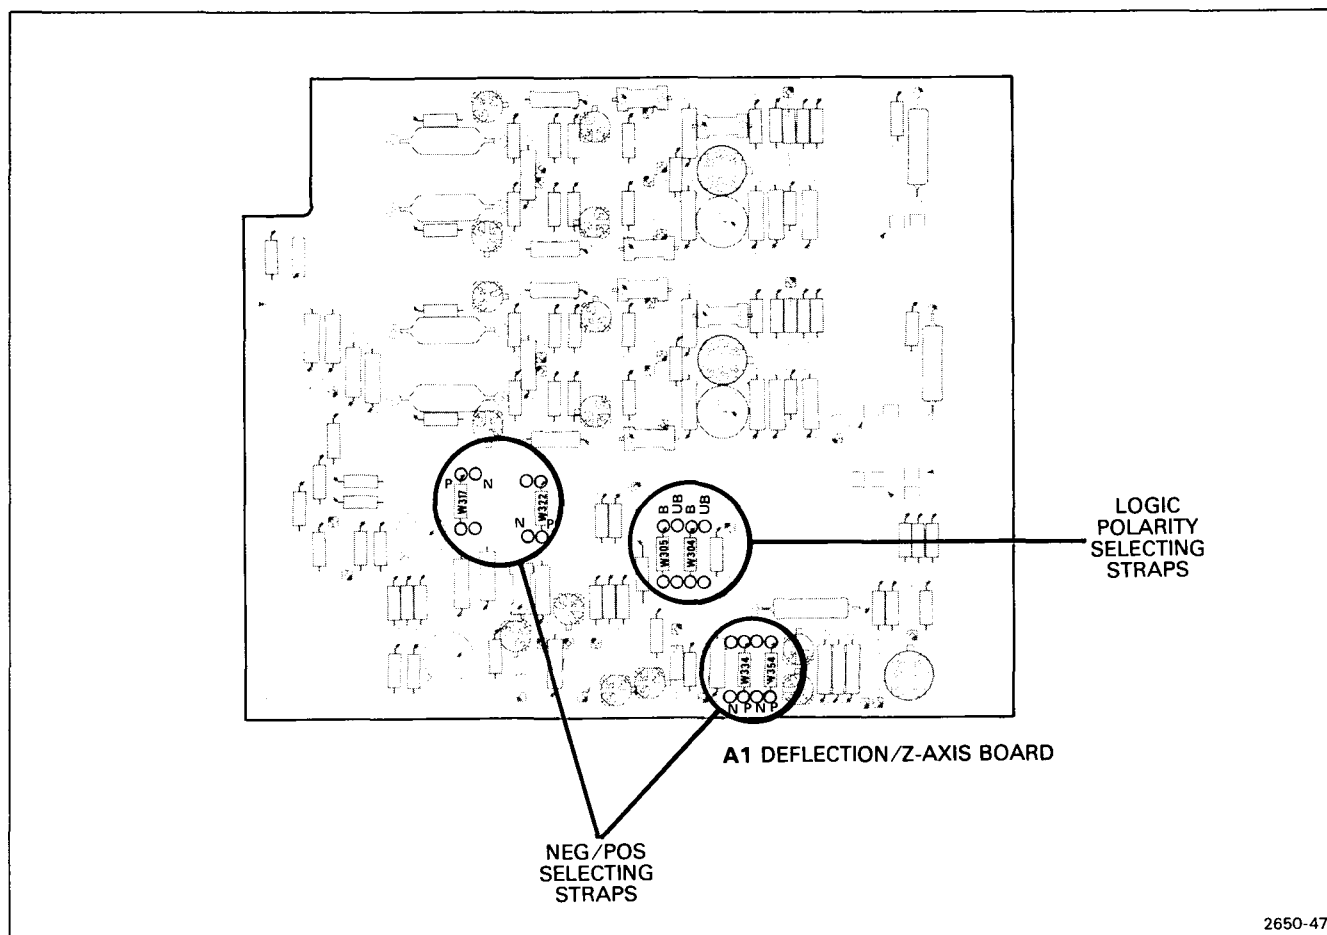 P
N
W317
W322
N
P
B
UB
B
UB
W305
W304
LOGIC
POLARITY
SELECTING
STRAPS
W334
W354
N P N P
A1 DEFLECTION/Z-AXIS BOARD
NEG/POS
SELECTING
STRAPS
2650-47